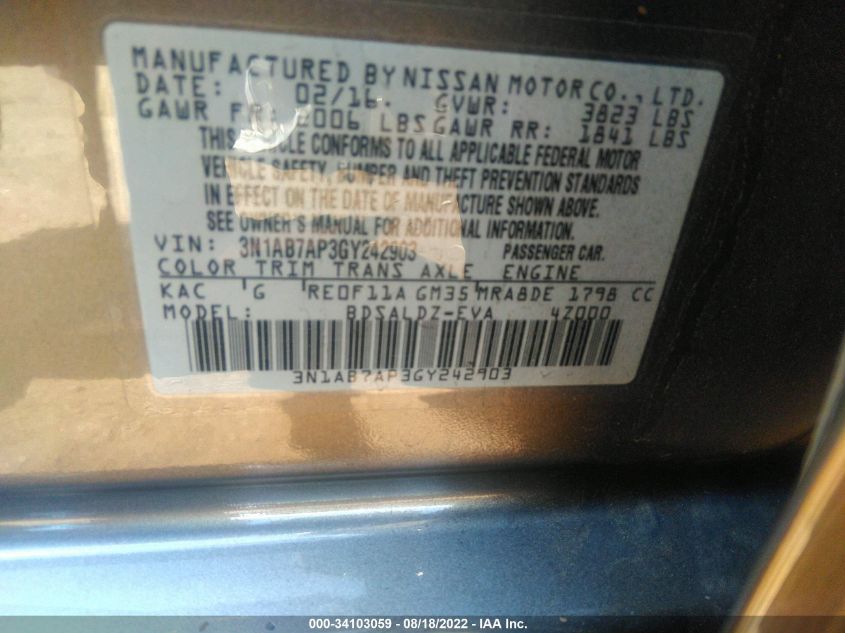 MANUFACTURED BY NISSAN MOTOR CO., LTD.
DATE: 02/16. GVWR: 3823 LBS
GAWR FR: 2006 LBS GAWR RR: 1841 LBS
THIS VEHICLE CONFORMS TO ALL APPLICABLE FEDERAL MOTOR
VEHICLE SAFETY, BUMPER AND THEFT PREVENTION STANDARDS
IN EFFECT ON THE DATE OF MANUFACTURE SHOWN ABOVE.
SEE OWNER'S MANUAL FOR ADDITIONAL INFORMATION.
VIN: 3N1AB7AP3GY242903 PASSENGER CAR.
COLOR TRIM TRANS AXLE ENGINE
KAC G RE0F11A GM35 MRA8DE 1798 CC
MODEL: BDSALDZ-EVA 4Z000
3N1AB7AP3GY242903
000-34103059 - 08/18/2022 - IAA Inc.